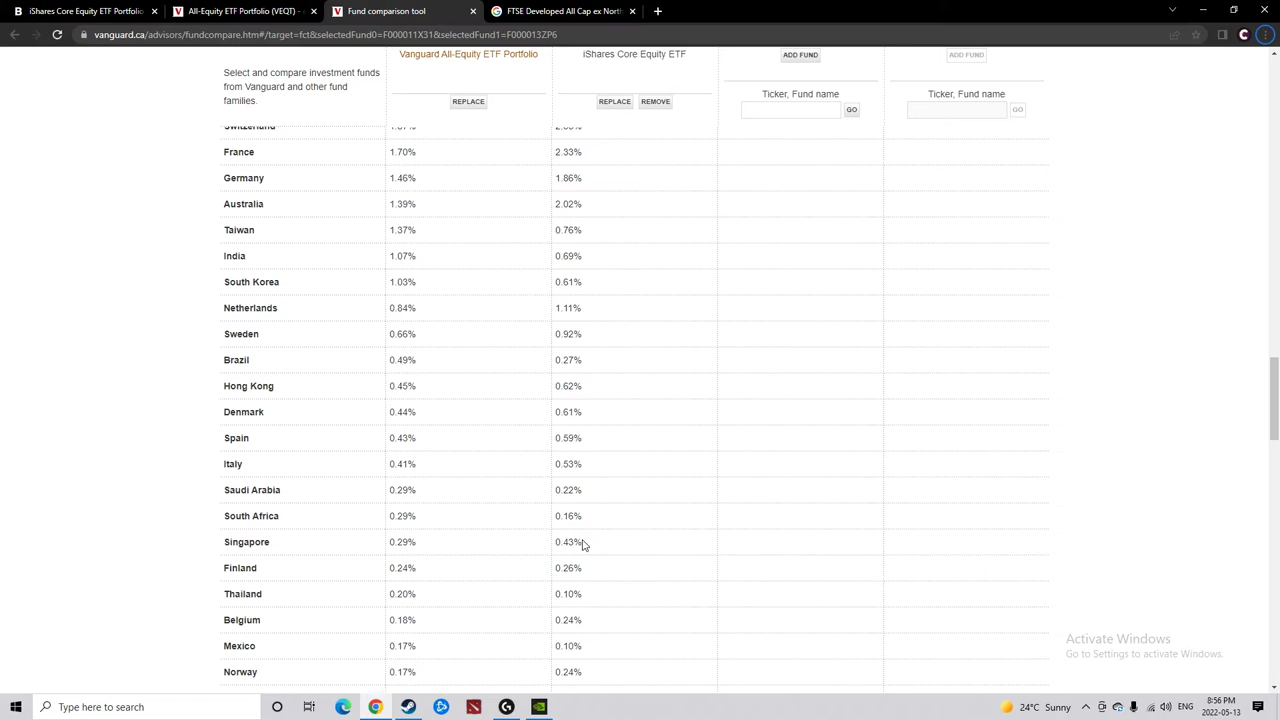 iShares Core Equity ETF Portfolio
All-Equity ETF Portfolio (VEQT) -
Fund comparison tool
FTSE Developed All Cap ex North
vanguard.ca/advisors/fundcompare.htm#/target=fct&selectedFund0=F000011X31&selectedFund1=F000013ZP6
Vanguard All-Equity ETF Portfolio
iShares Core Equity ETF
ADD FUND
ADD FUND
Select and compare investment funds
from Vanguard and other fund
families.
REPLACE
REPLACE REMOVE
Ticker, Fund name
GO
Ticker, Fund name
GO
Switzerland
France 1.70% 2.33%
Germany 1.46% 1.86%
Australia 1.39% 2.02%
Taiwan 1.37% 0.76%
India 1.07% 0.69%
South Korea 1.03% 0.61%
Netherlands 0.84% 1.11%
Sweden 0.66% 0.92%
Brazil 0.49% 0.27%
Hong Kong 0.45% 0.62%
Denmark 0.44% 0.61%
Spain 0.43% 0.59%
Italy 0.41% 0.53%
Saudi Arabia 0.29% 0.22%
South Africa 0.29% 0.16%
Singapore 0.29% 0.43%
Finland 0.24% 0.26%
Thailand 0.20% 0.10%
Belgium 0.18% 0.24%
Mexico 0.17% 0.10%
Norway 0.17% 0.24%
Activate Windows
Go to Settings to activate Windows.
Type here to search
24°C Sunny
ENG
8:56 PM
2022-05-13